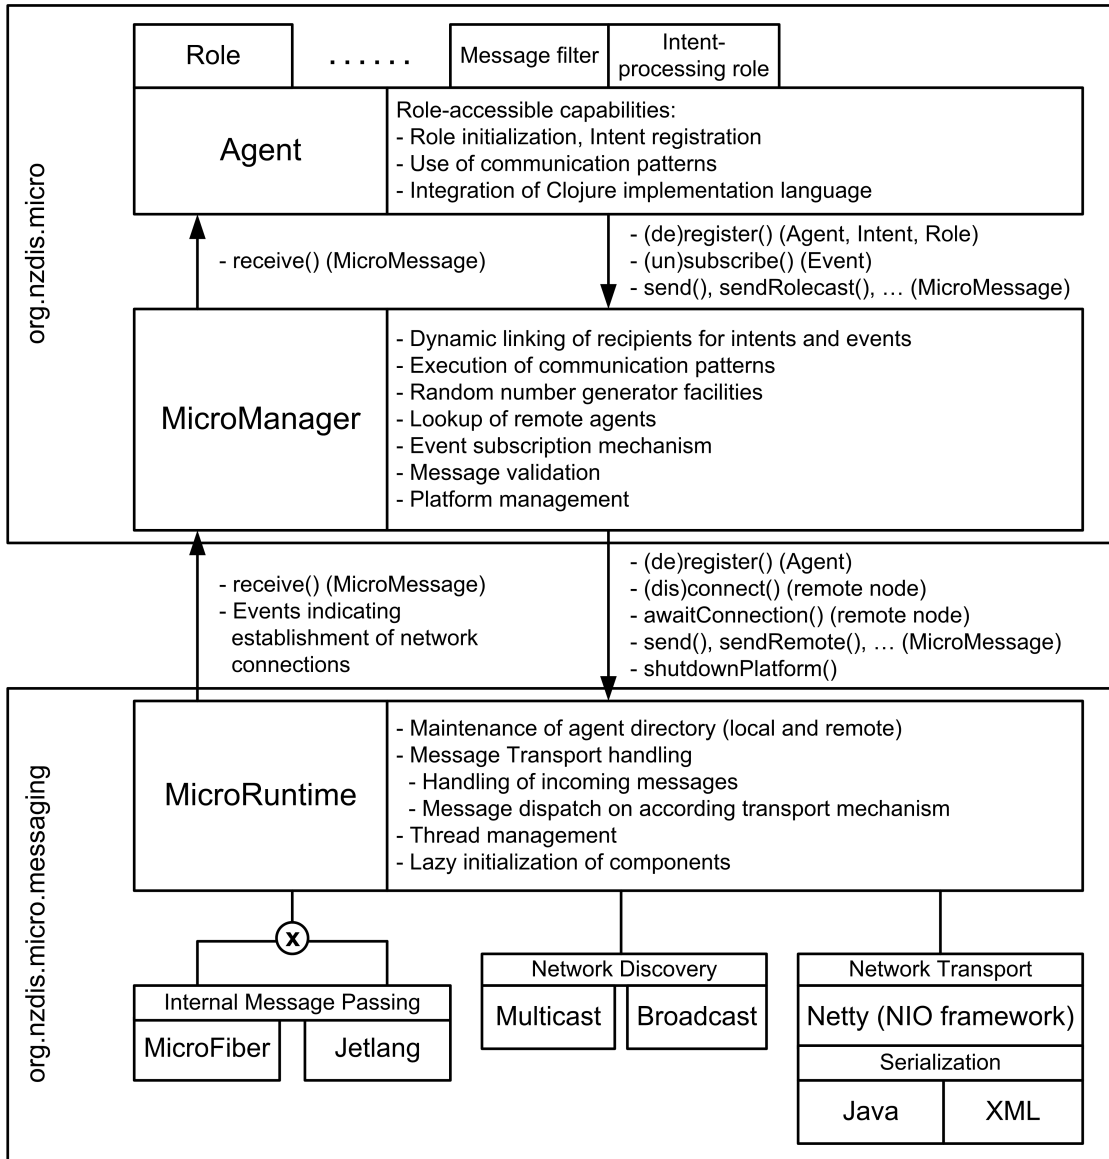 Role
. . . . . .
Message filter
Intent-
processing role
Agent
Role-accessible capabilities:
- Role initialization, Intent registration
- Use of communication patterns
- Integration of Clojure implementation language
org.nzdis.micro
- receive() (MicroMessage)
- (de)register() (Agent, Intent, Role)
- (un)subscribe() (Event)
- send(), sendRolecast(), … (MicroMessage)
MicroManager
- Dynamic linking of recipients for intents and events
- Execution of communication patterns
- Random number generator facilities
- Lookup of remote agents
- Event subscription mechanism
- Message validation
- Platform management
- receive() (MicroMessage)
- Events indicating
establishment of network
connections
- (de)register() (Agent)
- (dis)connect() (remote node)
- awaitConnection() (remote node)
- send(), sendRemote(), … (MicroMessage)
- shutdownPlatform()
org.nzdis.micro.messaging
MicroRuntime
- Maintenance of agent directory (local and remote)
- Message Transport handling
- Handling of incoming messages
- Message dispatch on according transport mechanism
- Thread management
- Lazy initialization of components
x
Internal Message Passing
MicroFiber
Jetlang
Network Discovery
Multicast
Broadcast
Network Transport
Netty (NIO framework)
Serialization
Java
XML